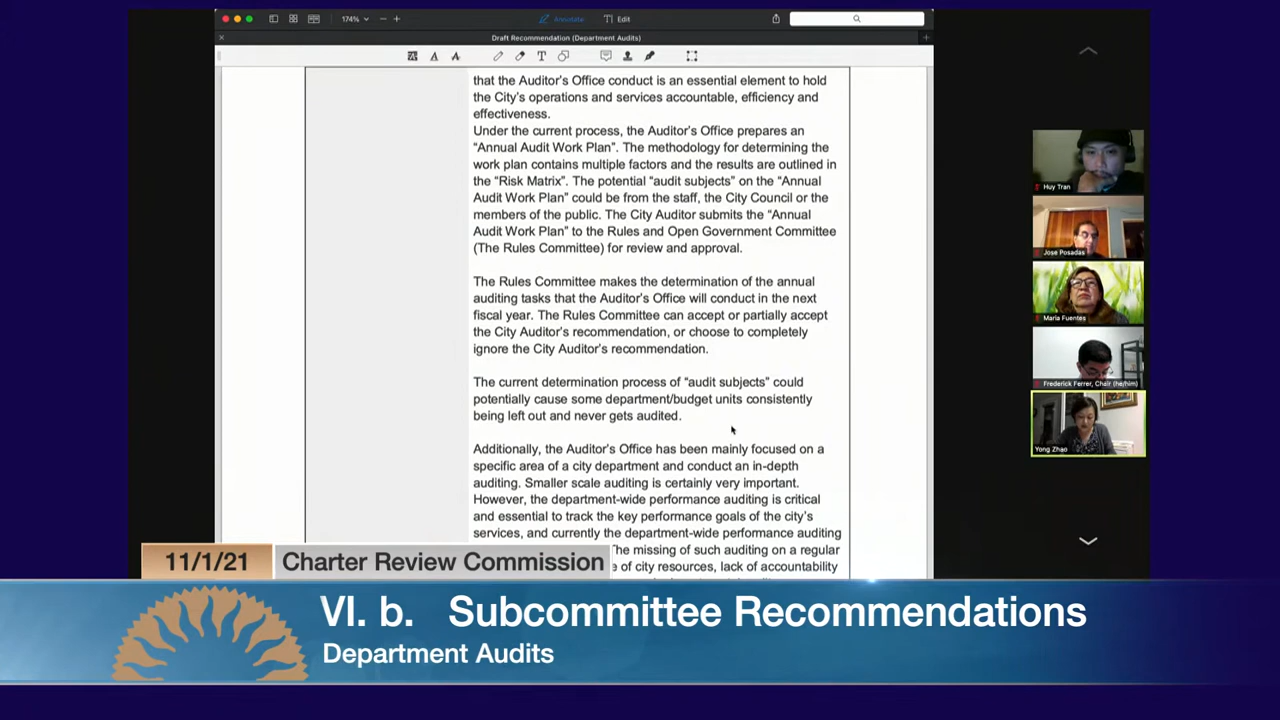 174%
Annotate
Edit
Draft Recommendation (Department Audits)
that the Auditor's Office conduct is an essential element to hold
the City's operations and services accountable, efficiency and
effectiveness.
Under the current process, the Auditor's Office prepares an
"Annual Audit Work Plan". The methodology for determining the
work plan contains multiple factors and the results are outlined in
the "Risk Matrix". The potential "audit subjects" on the "Annual
Audit Work Plan" could be from the staff, the City Council or the
members of the public. The City Auditor submits the "Annual
Audit Work Plan" to the Rules and Open Government Committee
(The Rules Committee) for review and approval.
The Rules Committee makes the determination of the annual
auditing tasks that the Auditor's Office will conduct in the next
fiscal year. The Rules Committee can accept or partially accept
the City Auditor's recommendation, or choose to completely
ignore the City Auditor's recommendation.
The current determination process of "audit subjects" could
potentially cause some department/budget units consistently
being left out and never gets audited.
Additionally, the Auditor's Office has been mainly focused on a
specific area of a city department and conduct an in-depth
auditing. Smaller scale auditing is certainly very important.
However, the department-wide performance auditing is critical
and essential to track the key performance goals of the city's
services, and currently the department-wide performance auditing
The missing of such auditing on a regular
of city resources, lack of accountability
Huy Tran
Jose Posadas
Maria Fuentes
Frederick Ferrer, Chair (he/him)
Yong Zhao
11/1/21
Charter Review Commission
VI. b. Subcommittee Recommendations
Department Audits